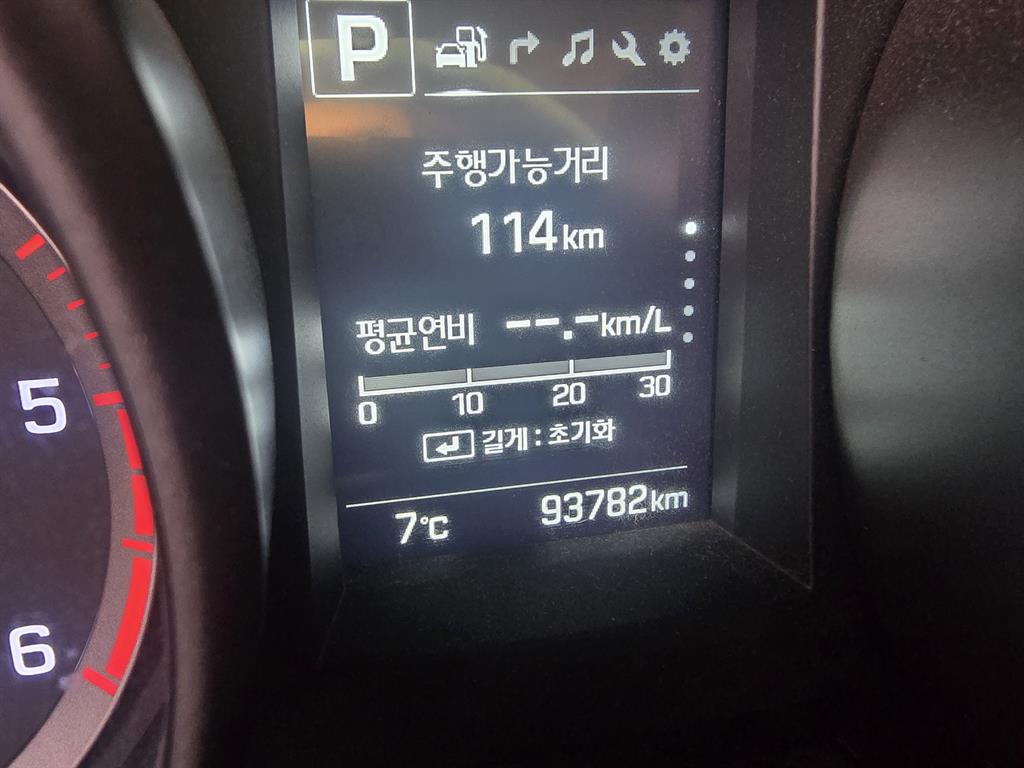 P
주행가능거리
114km
평균연비 --.-km/L
0 10 20 30
길게 : 초기화
7℃ 93782km
5
6